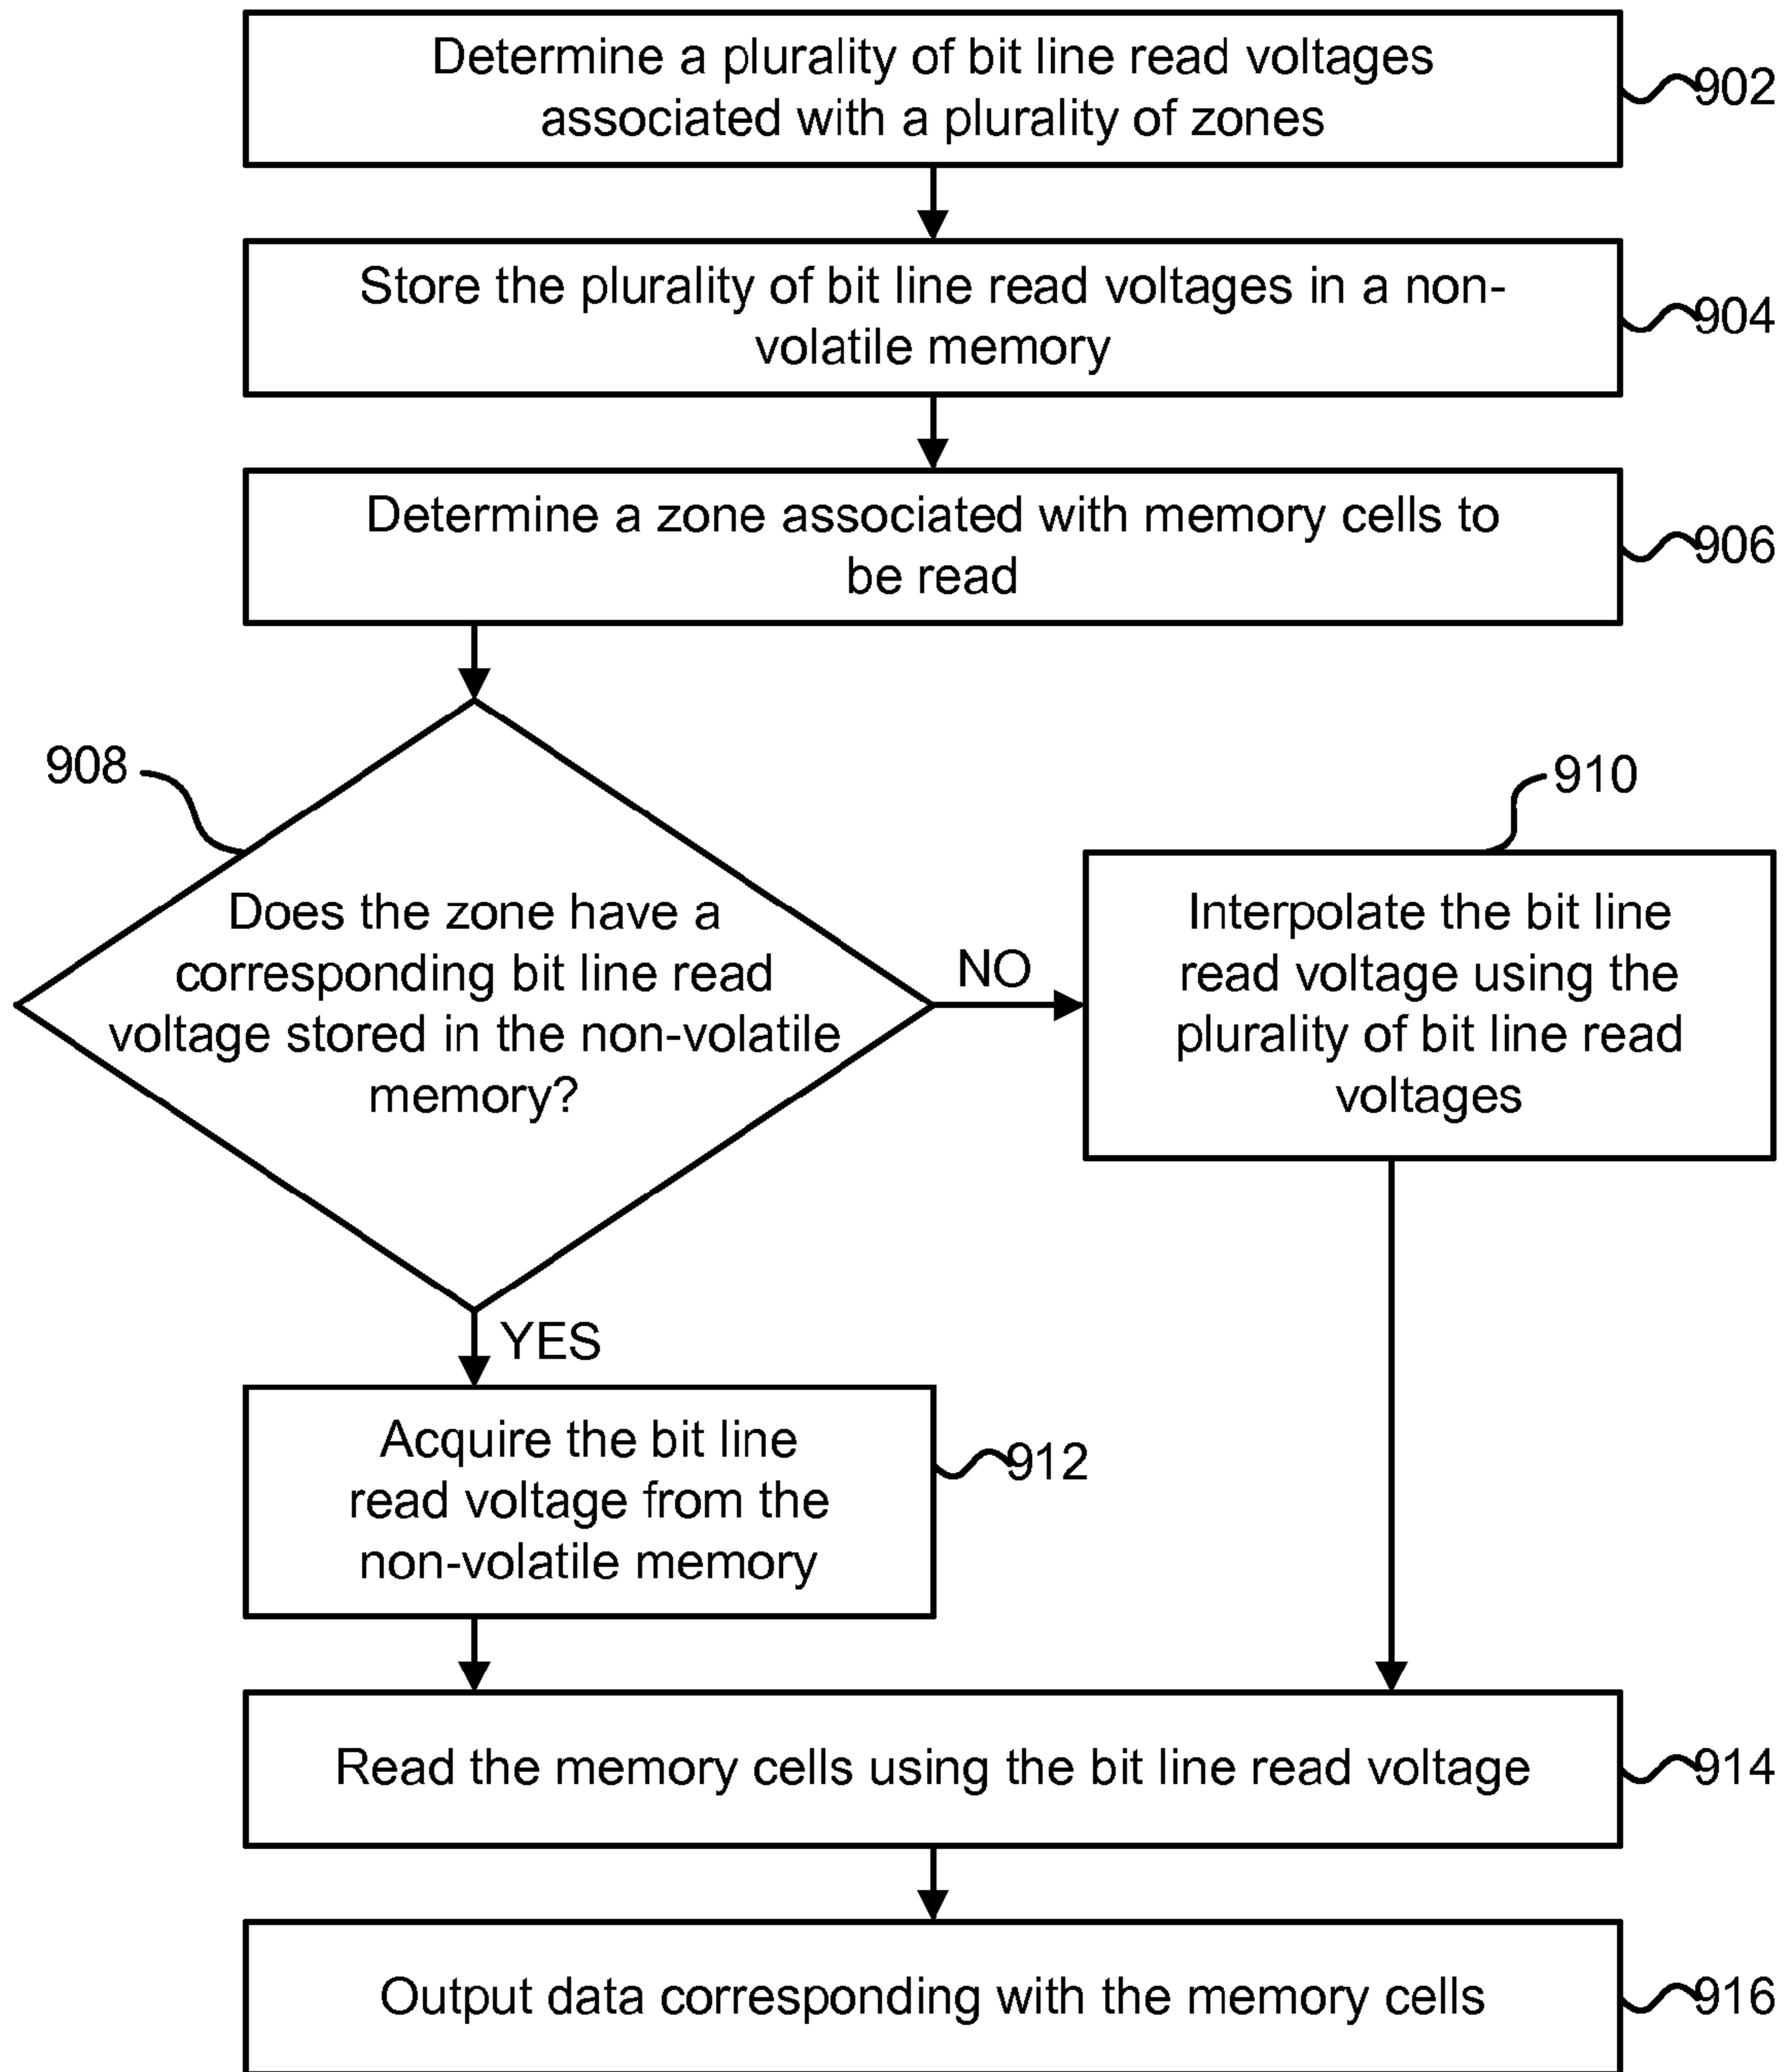 Determine a plurality of bit line read voltages
associated with a plurality of zones
902
Store the plurality of bit line read voltages in a non-
volatile memory
904
Determine a zone associated with memory cells to
be read
906
908
Does the zone have a
corresponding bit line read
voltage stored in the non-volatile
memory?
NO
910
Interpolate the bit line
read voltage using the
plurality of bit line read
voltages
YES
Acquire the bit line
read voltage from the
non-volatile memory
912
Read the memory cells using the bit line read voltage
914
Output data corresponding with the memory cells
916